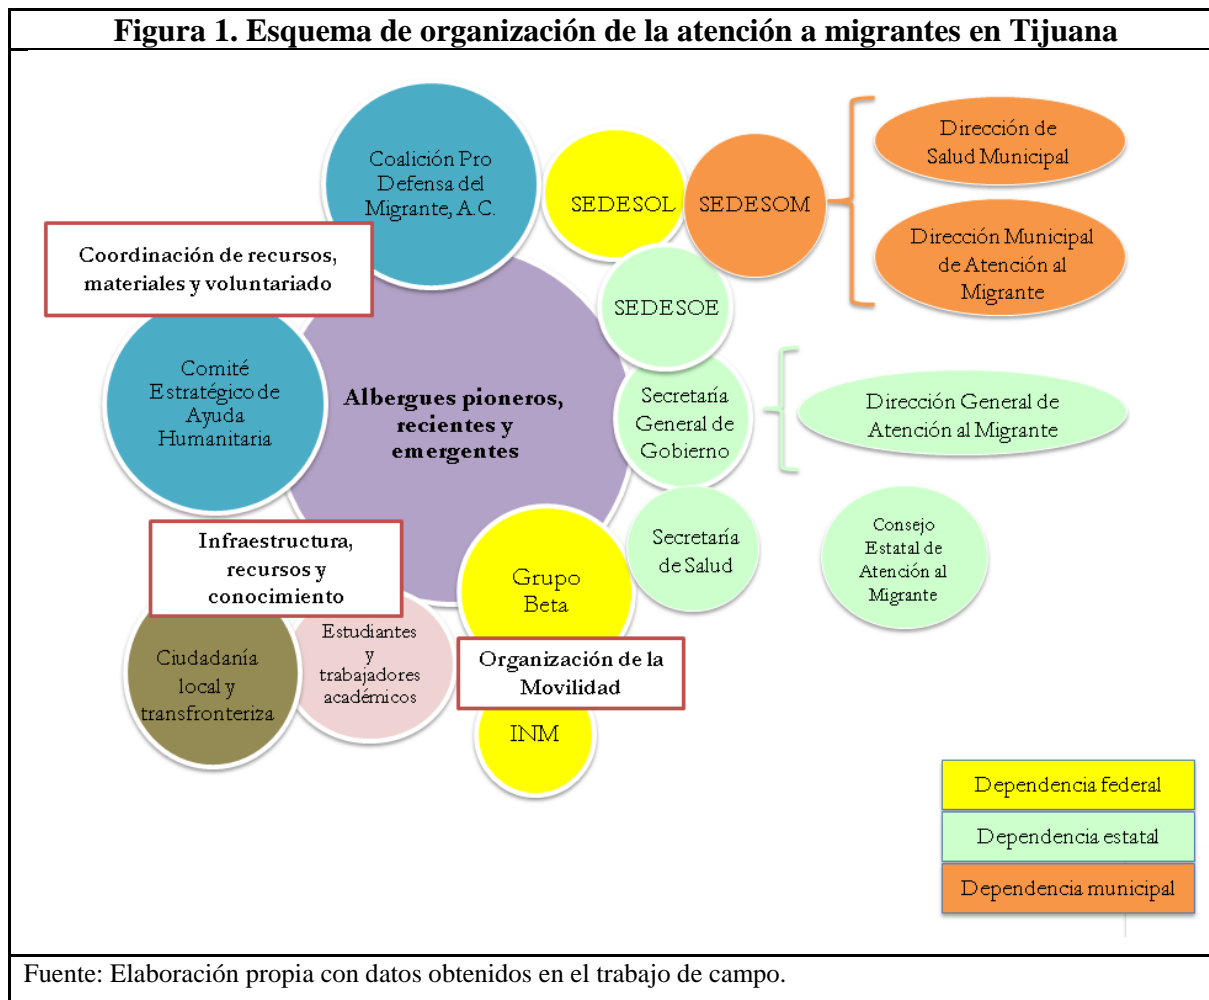 Figura 1. Esquema de organización de la atención a migrantes en Tijuana
Coalición Pro
Defensa del
Migrante, A.C.
SEDESOL
SEDESOM
Dirección de
Salud Municipal
Dirección Municipal
de Atención al
Migrante
Coordinación de recursos,
materiales y voluntariado
SEDESOE
Comité
Estratégico de
Ayuda
Humanitaria
Albergues pioneros,
recientes y
emergentes
Secretaría
General de
Gobierno
Dirección General de
Atención al Migrante
Infraestructura,
recursos y
conocimiento
Grupo
Beta
Secretaría
de Salud
Consejo
Estatal de
Atención al
Migrante
Ciudadanía
local y
transfronteriza
Estudiantes
y
trabajadores
académicos
Organización de la
Movilidad
INM
Dependencia federal
Dependencia estatal
Dependencia municipal
Fuente: Elaboración propia con datos obtenidos en el trabajo de campo.